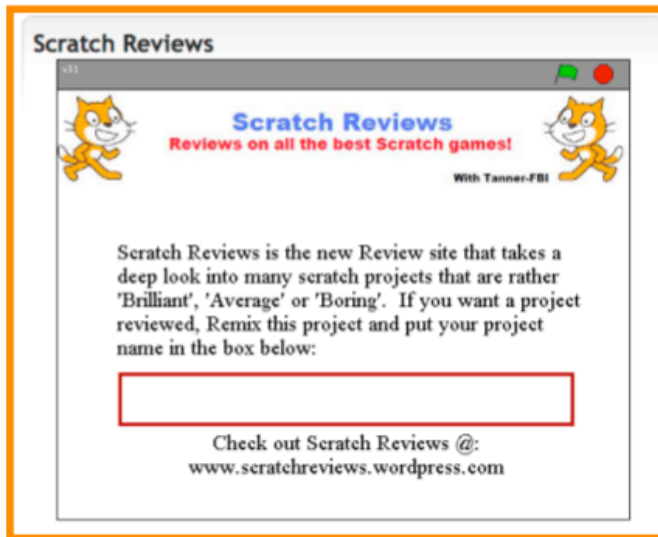 Scratch Reviews
v31
Scratch Reviews
Reviews on all the best Scratch games!
With Tanner-FBI
Scratch Reviews is the new Review site that takes a
deep look into many scratch projects that are rather
'Brilliant', 'Average' or 'Boring'.  If you want a project
reviewed, Remix this project and put your project
name in the box below:
Check out Scratch Reviews @:
www.scratchreviews.wordpress.com